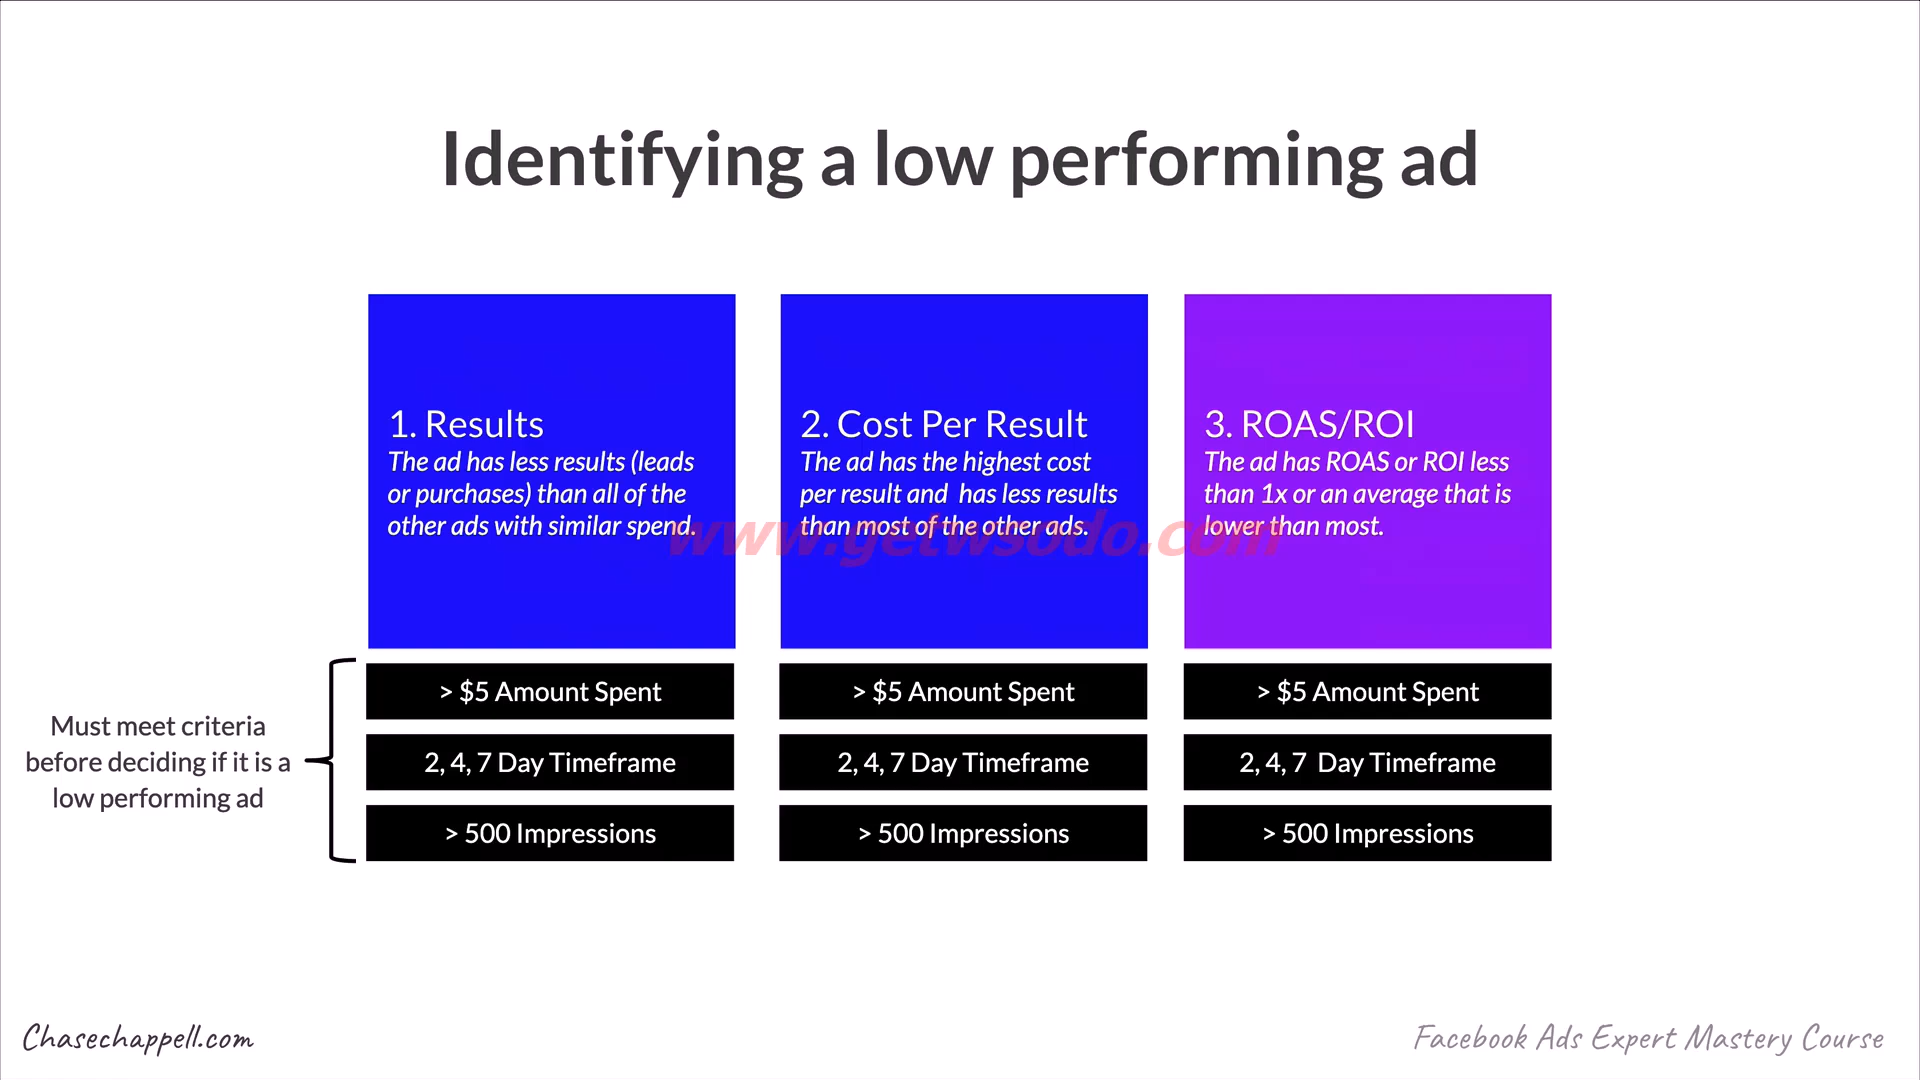 Identifying a low performing ad
1. Results
The ad has less results (leads
or purchases) than all of the
other ads with similar spend.
2. Cost Per Result
The ad has the highest cost
per result and  has less results
than most of the other ads.
3. ROAS/ROI
The ad has ROAS or ROI less
than 1x or an average that is
lower than most.
www.getwsodo.com
Must meet criteria
before deciding if it is a
low performing ad
> $5 Amount Spent
2, 4, 7 Day Timeframe
> 500 Impressions
> $5 Amount Spent
2, 4, 7 Day Timeframe
> 500 Impressions
> $5 Amount Spent
2, 4, 7  Day Timeframe
> 500 Impressions
Chasechappell.com
Facebook Ads Expert Mastery Course